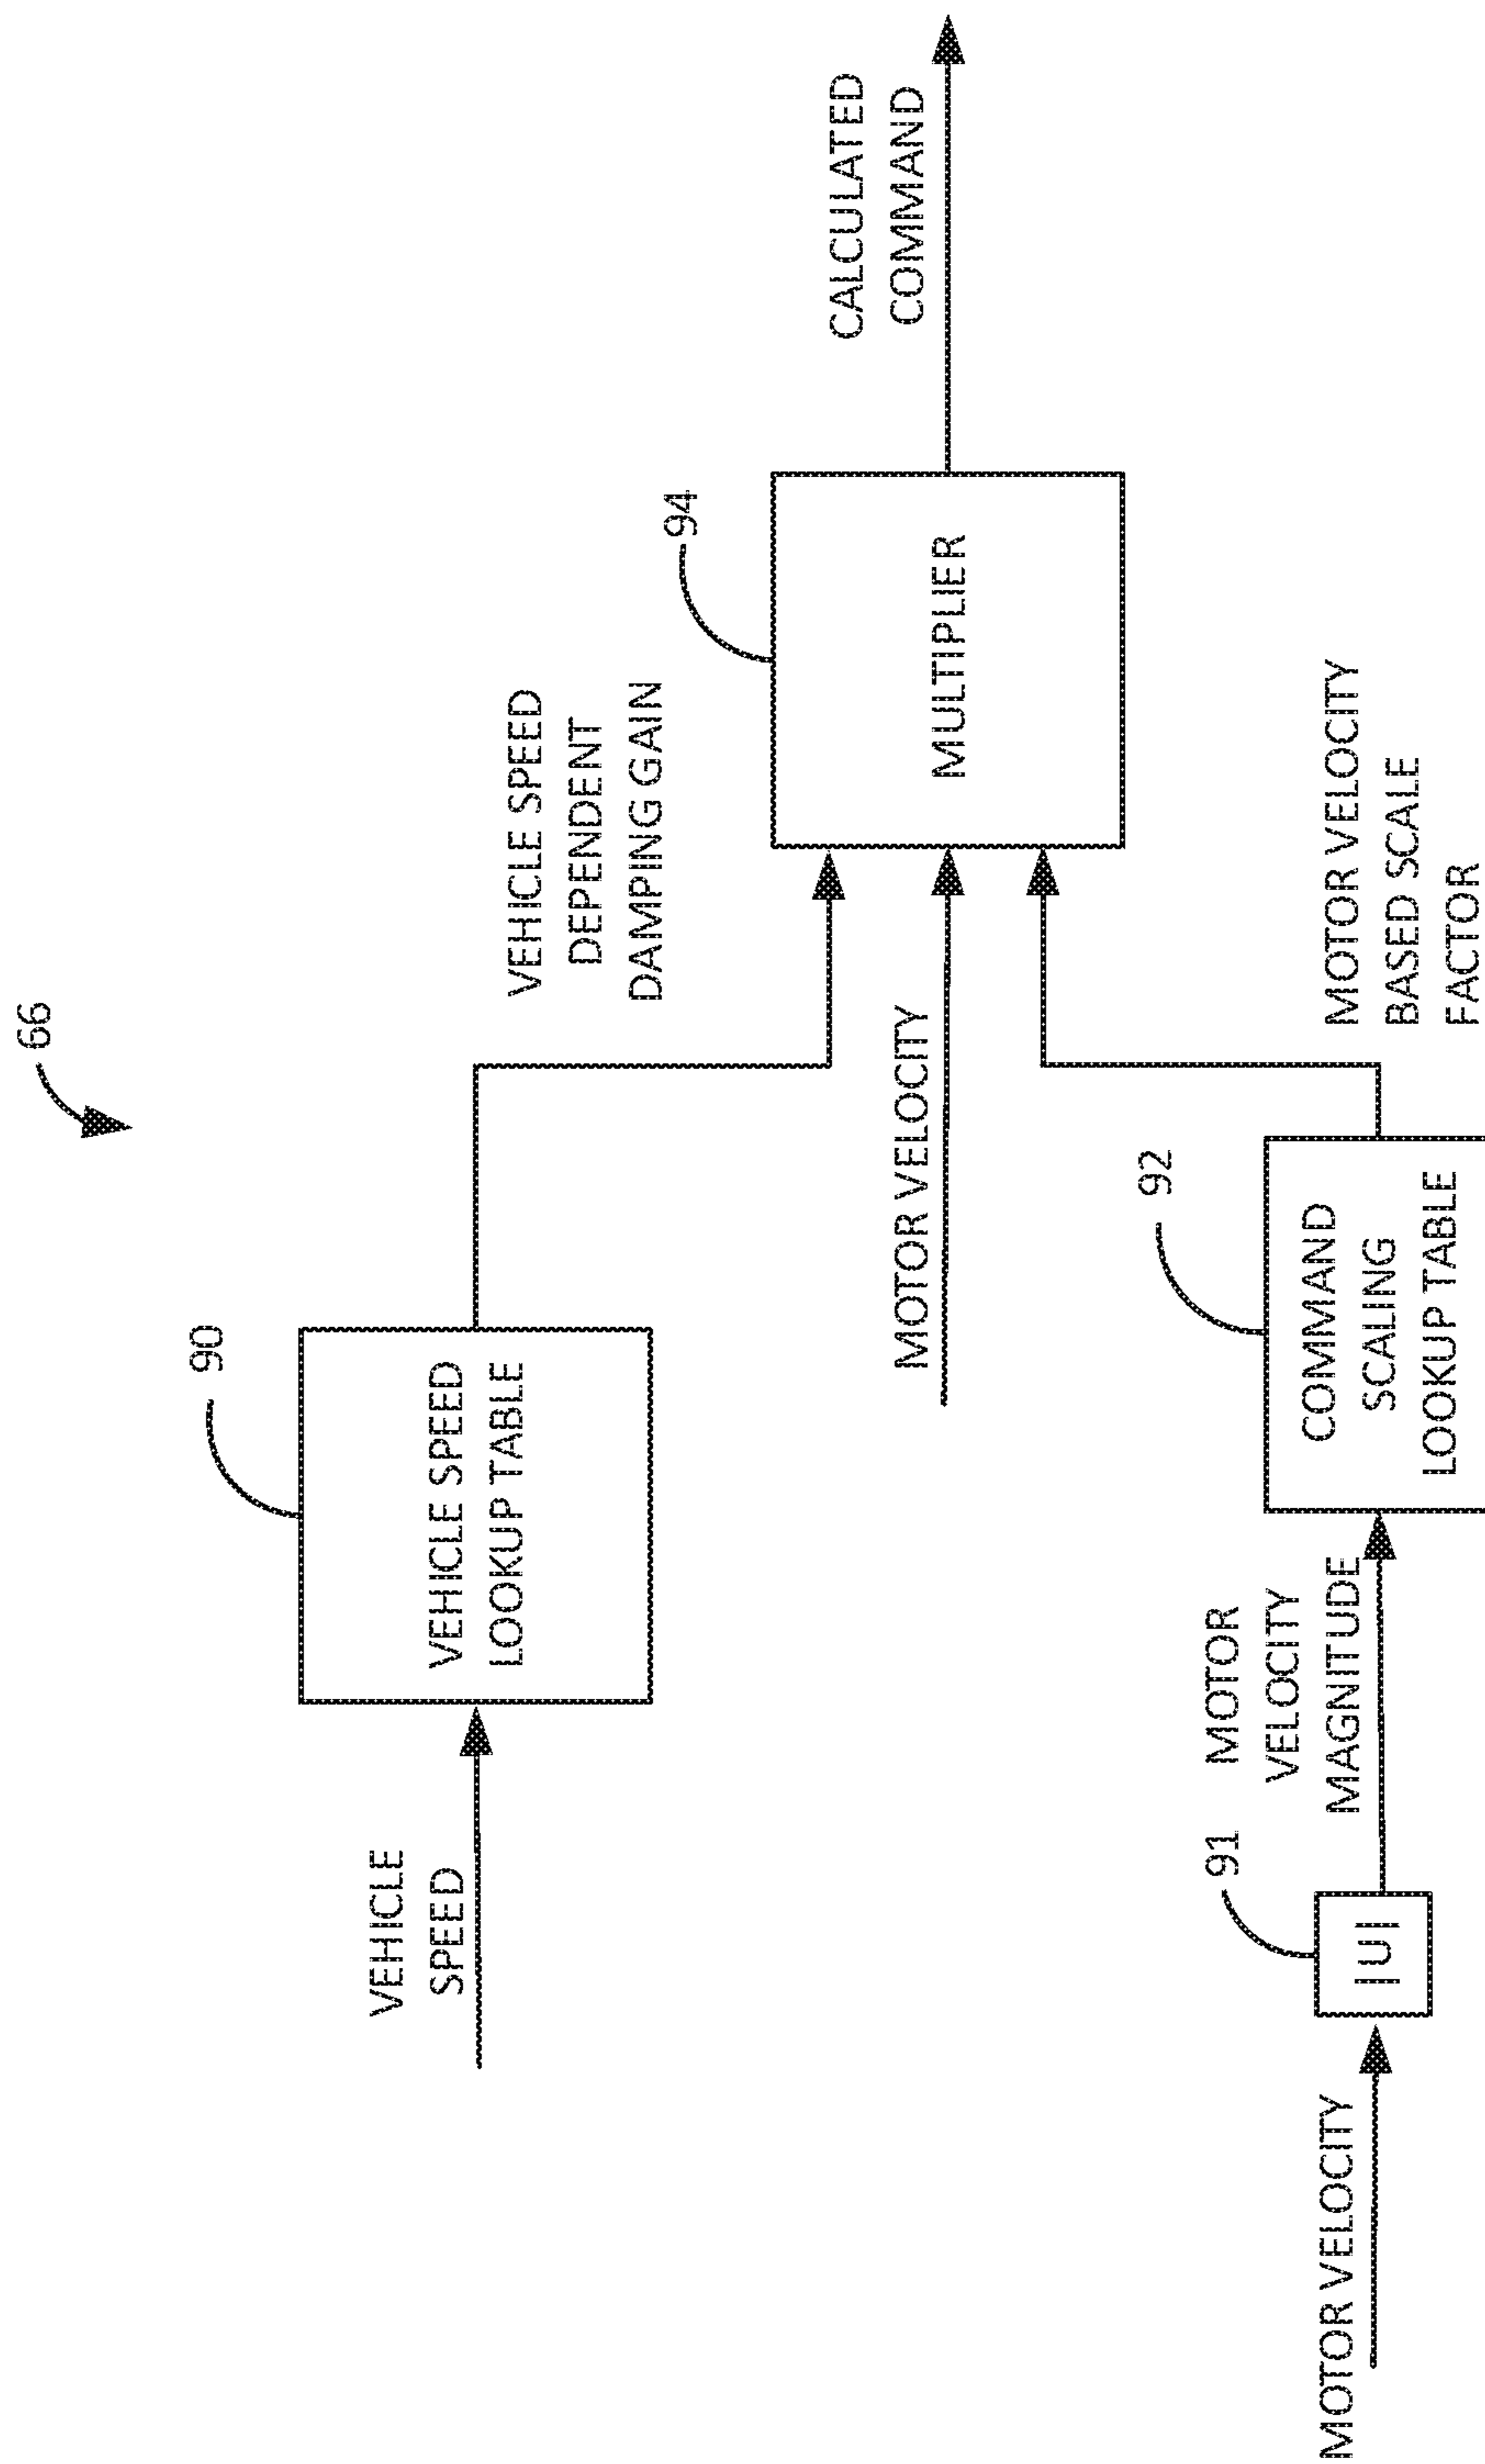 66
90
VEHICLE
SPEED
VEHICLE SPEED
LOOKUP TABLE
VEHICLE SPEED
DEPENDENT
DAMPING GAIN
94
MULTIPLIER
CALCULATED
COMMAND
MOTOR VELOCITY
MOTOR VELOCITY
91
|U|
MOTOR
VELOCITY
MAGNITUDE
92
COMMAND
SCALING
LOOKUP TABLE
MOTOR VELOCITY
BASED SCALE
FACTOR